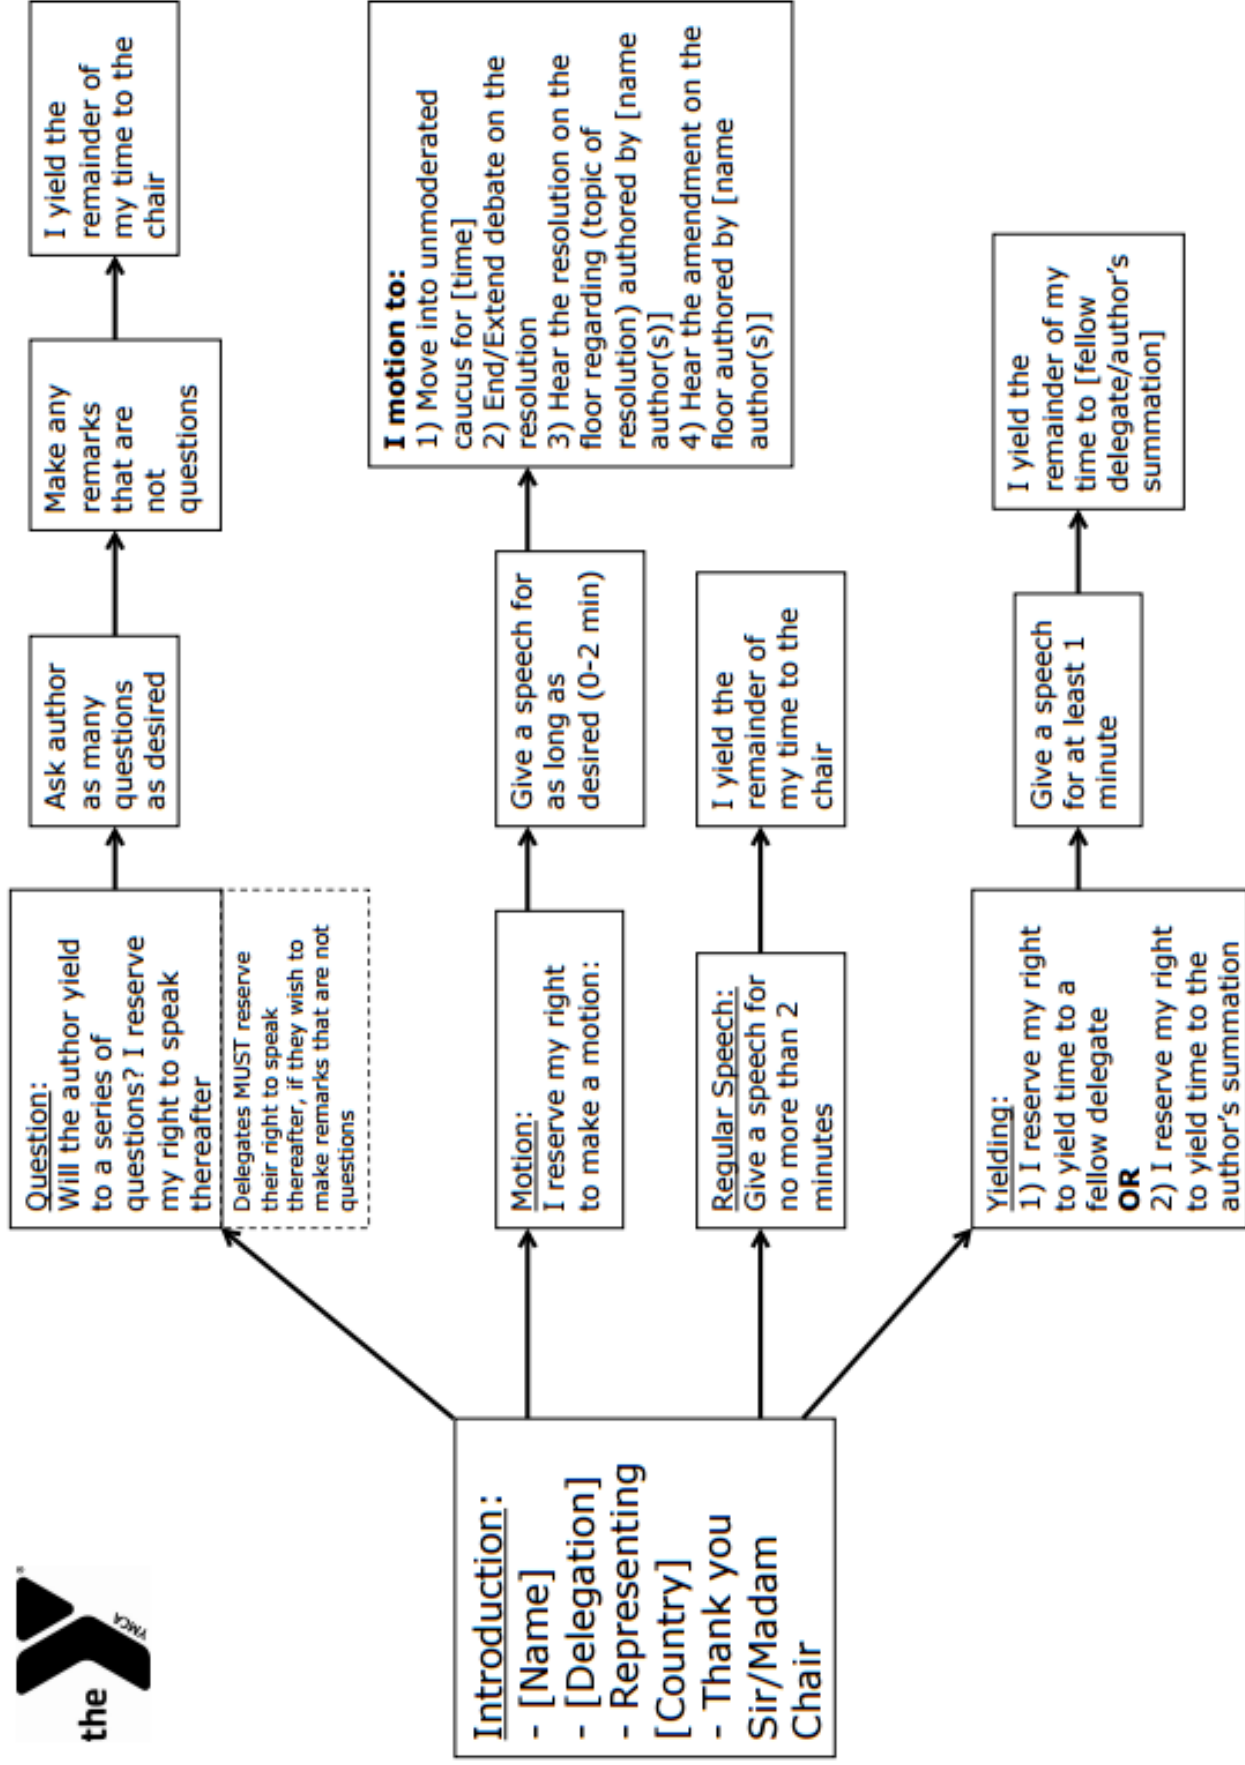 the
YMCA
Introduction:
- [Name]
- [Delegation]
- Representing
[Country]
- Thank you
Sir/Madam
Chair
Question:
Will the author yield
to a series of
questions? I reserve
my right to speak
thereafter
Delegates MUST reserve
their right to speak
thereafter, if they wish to
make remarks that are not
questions
Ask author
as many
questions
as desired
Make any
remarks
that are
not
questions
I yield the
remainder of
my time to the
chair
Motion:
I reserve my right
to make a motion:
Give a speech for
as long as
desired (0-2 min)
I motion to:
1) Move into unmoderated
caucus for [time]
2) End/Extend debate on the
resolution
3) Hear the resolution on the
floor regarding (topic of
resolution) authored by [name
author(s)]
4) Hear the amendment on the
floor authored by [name
author(s)]
Regular Speech:
Give a speech for
no more than 2
minutes
I yield the
remainder of
my time to the
chair
Yielding:
1) I reserve my right
to yield time to a
fellow delegate
OR
2) I reserve my right
to yield time to the
author's summation
Give a speech
for at least 1
minute
I yield the
remainder of my
time to [fellow
delegate/author's
summation]